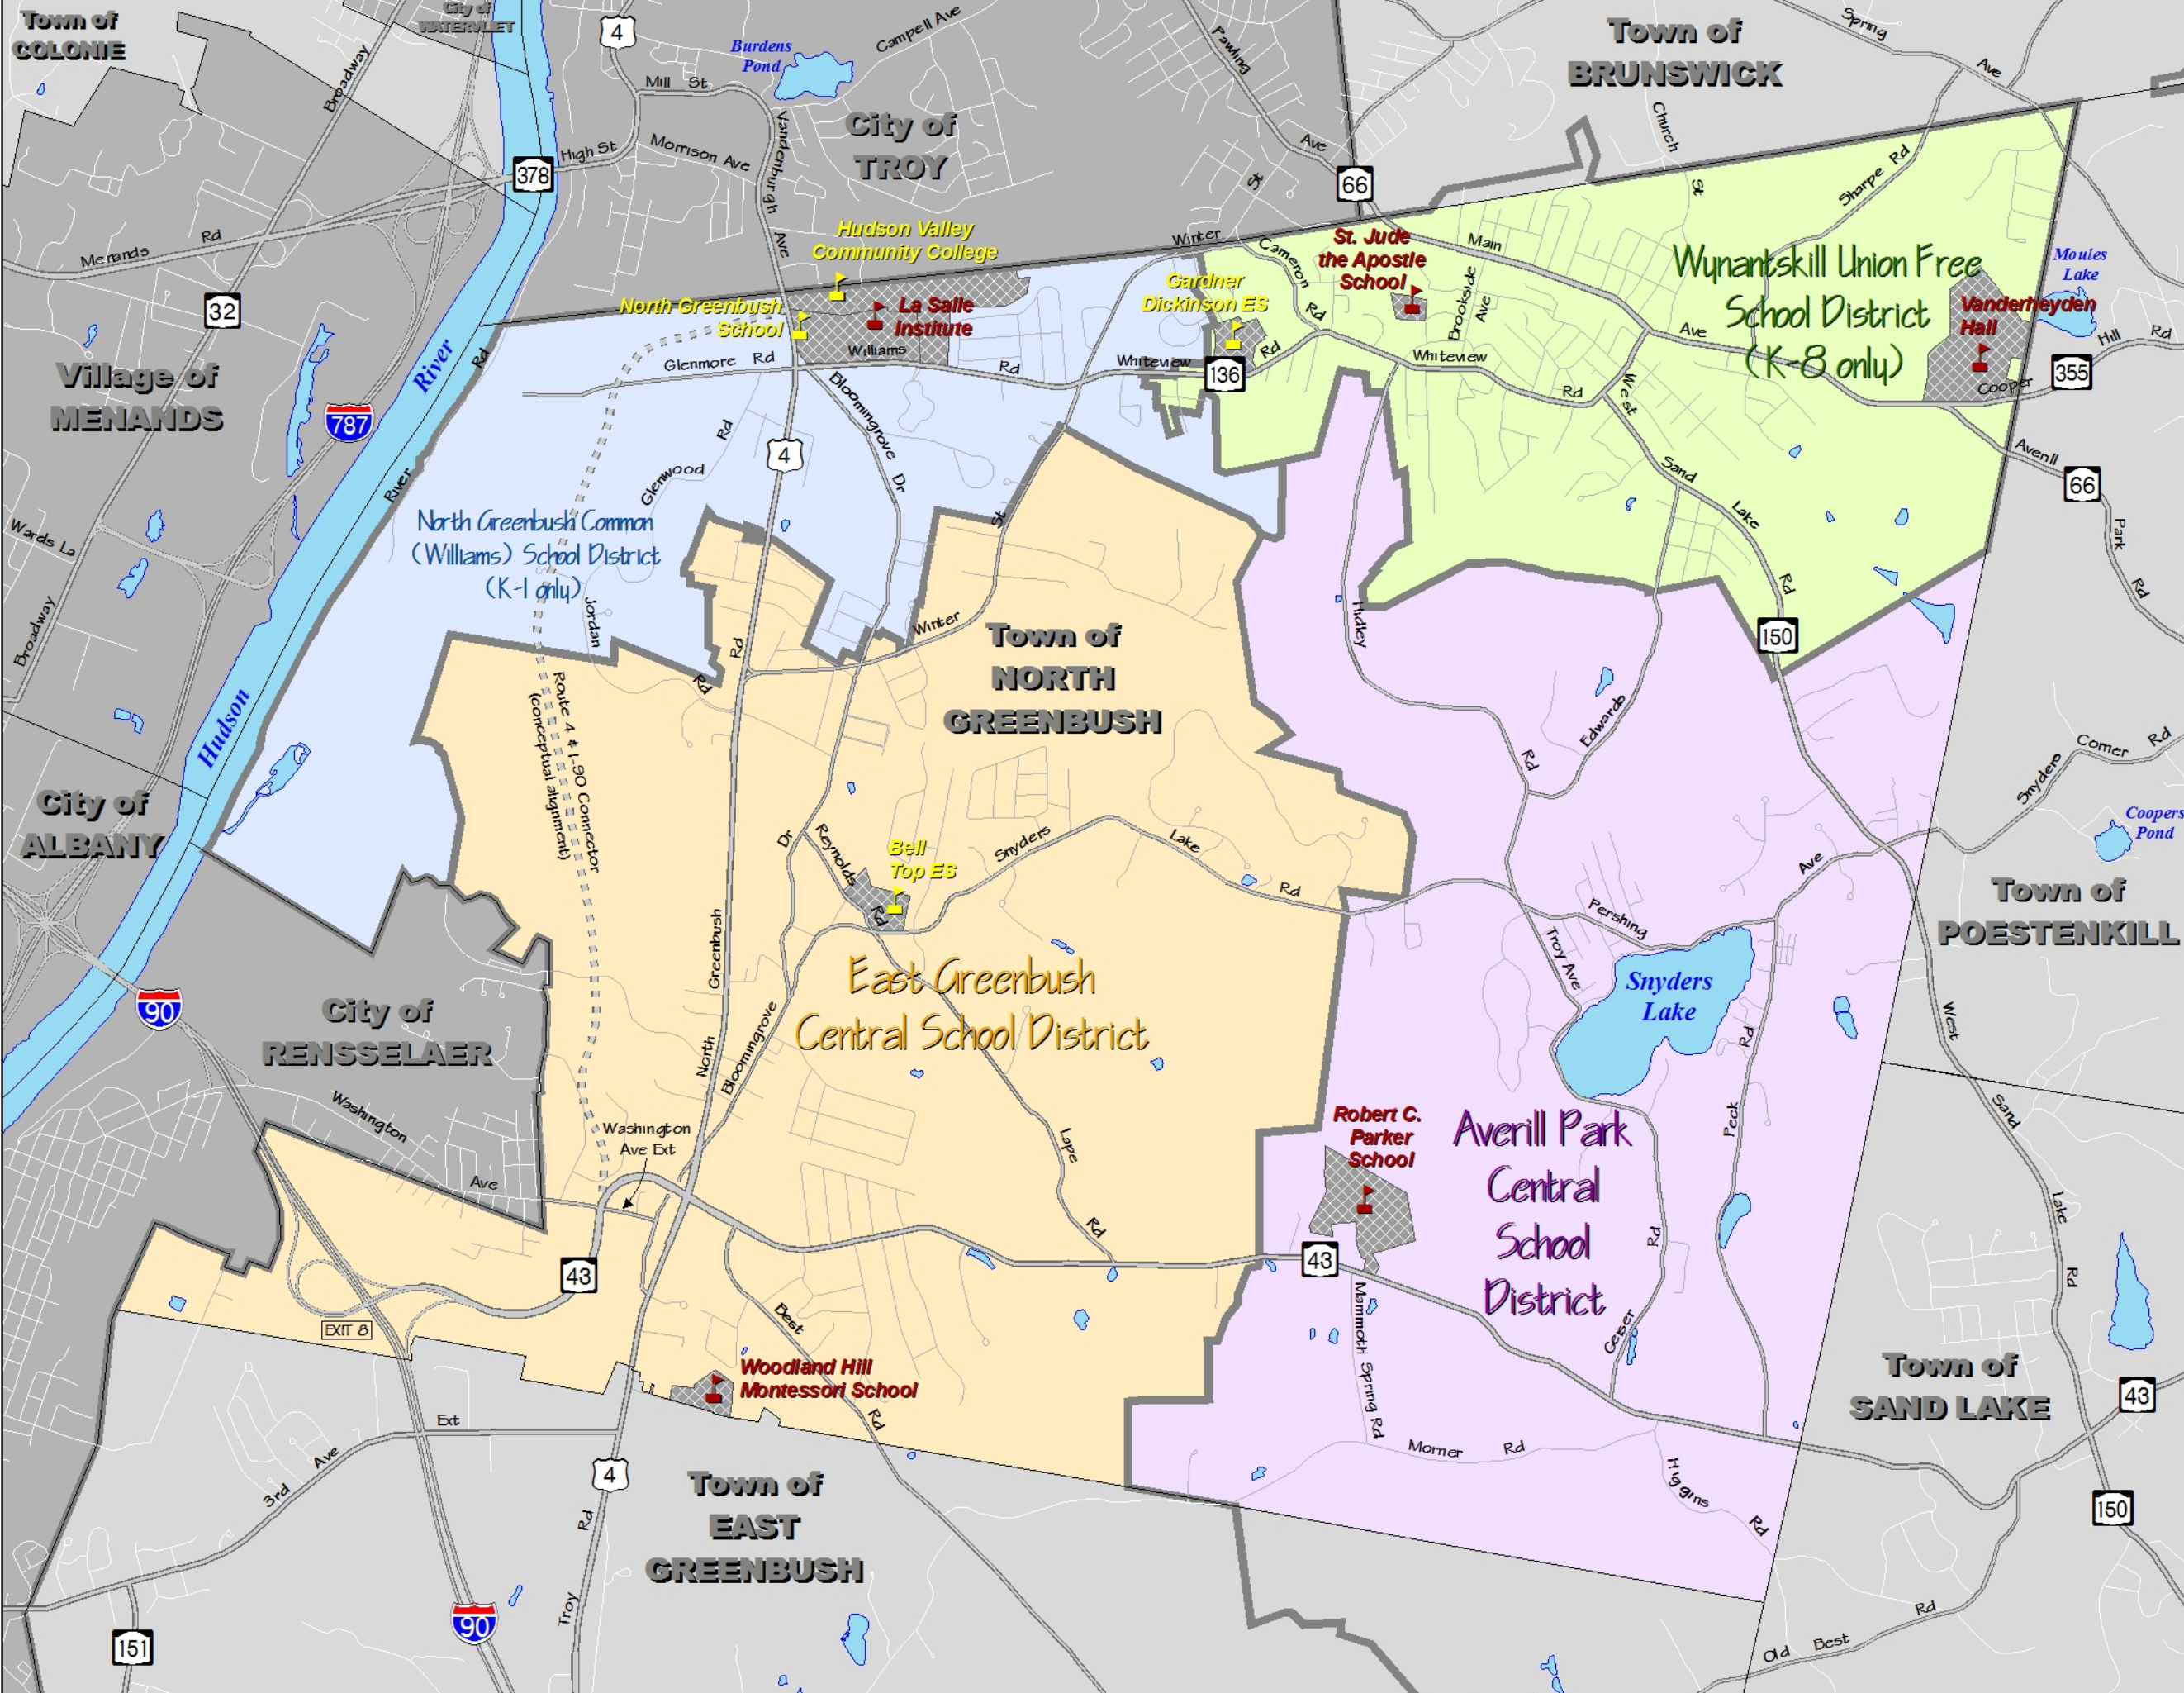 Town of
COLONIE
City of
WATERVLIET
Broadway
4
Mill St
Burdens
Pond
Campell Ave
Pawling
Ave
St
Town of
BRUNSWICK
Spring
Ave
Church
St
City of
TROY
Vandenburgh
Ave
High St
Morrison Ave
378
66
Menands
Rd
32
Hudson Valley
Community College
North Greenbush
School
La Salle
Institute
Williams
Rd
Glenmore Rd
Winter
St
Cameron
Rd
Gardner
Dickinson ES
St. Jude
the Apostle
School
Main
Ave
Brookside
Ave
Sharpe Rd
Wynantskill Union Free
School District
(K-8 only)
Moules
Lake
Vanderheyden
Hall
Hill Rd
Cooper
355
Whiteview
Rd
136
Whiteview
Rd
West
Sand
Lake
Rd
Averill
66
Park
Rd
Village of
MENANDS
787
River
River
Rd
Hudson
Wards La
Broadway
Glenwood
Rd
4
Bloomingrove
Dr
North Greenbush Common
(Williams) School District
(K-1 only)
Jordan
Rd
Rd
Winter
Hidley
Rd
Edwards
150
Town of
NORTH
GREENBUSH
Route 4 & I-90 Connector
(conceptual alignment)
City of
ALBANY
Dr
Reynolds
Rd
Bell
Top ES
Snyders
Lake
Rd
Snyders
Corner
Rd
Coopers
Pond
Ave
Pershing
Troy Ave
Town of
POESTENKILL
Snyders
Lake
90
City of
RENSSELAER
Greenbush
North
Bloomingrove
East Greenbush
Central School District
Rd
Peck
West
Sand
Lake
Rd
Washington
Ave
Washington
Ave Ext
Lape
Rd
Robert C.
Parker
School
Averill Park
Central
School
District
43
43
EXIT 8
Best
Rd
Mammoth Spring Rd
Rd
Geiser
Woodland Hill
Montessori School
Town of
SAND LAKE
43
Ext
3rd Ave
4
Troy
Rd
Town of
EAST
GREENBUSH
Morner Rd
Higgins
Rd
150
90
151
Old Best
Rd